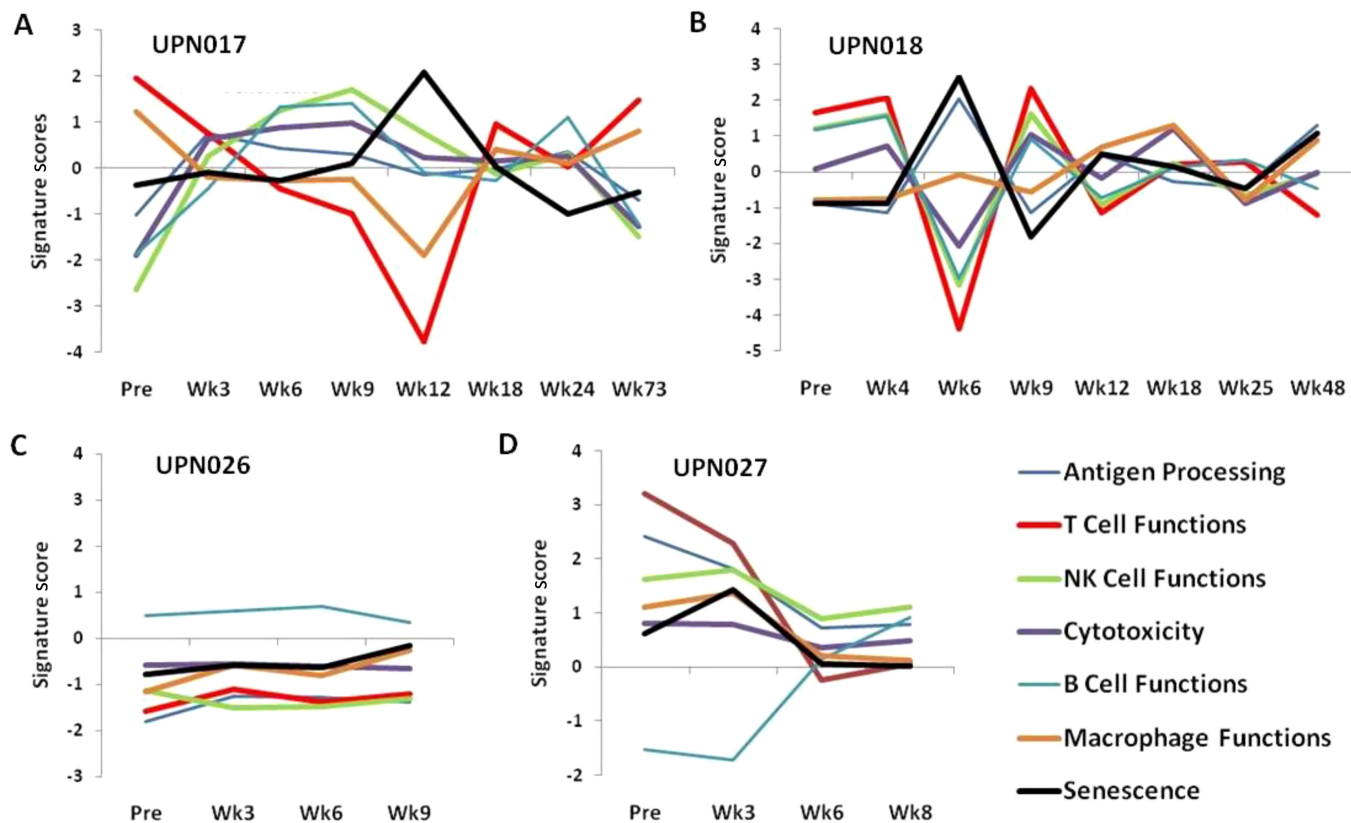 A
UPN017
Signature scores
3
2
1
0
-1
-2
-3
-4
Pre Wk3 Wk6 Wk9 Wk12 Wk18 Wk24 Wk73
B
UPN018
Signature score
4
3
2
1
0
-1
-2
-3
-4
-5
Pre Wk4 Wk6 Wk9 Wk12 Wk18 Wk25 Wk48
C
UPN026
Signature score
4
3
2
1
0
-1
-2
-3
Pre Wk3 Wk6 Wk9
D
UPN027
Signature score
4
3
2
1
0
-1
-2
Pre Wk3 Wk6 Wk8
Antigen Processing
T Cell Functions
NK Cell Functions
Cytotoxicity
B Cell Functions
Macrophage Functions
Senescence